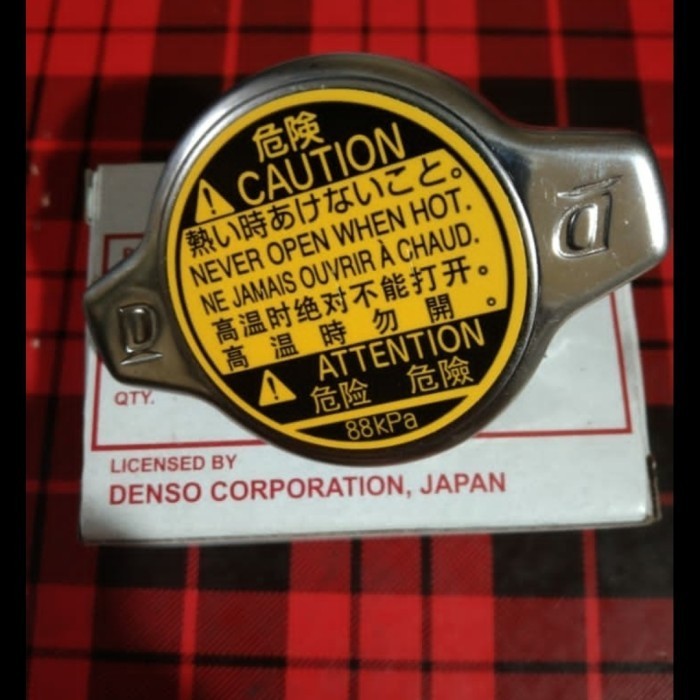 危険
CAUTION
熱い時あけないこと。
NEVER OPEN WHEN HOT.
NE JAMAIS OUVRIR À CHAUD.
高温时绝对不能打开。
高温時勿開。
ATTENTION
危险 危險
88kPa
D
D
QTY.
LICENSED BY
DENSO CORPORATION, JAPAN